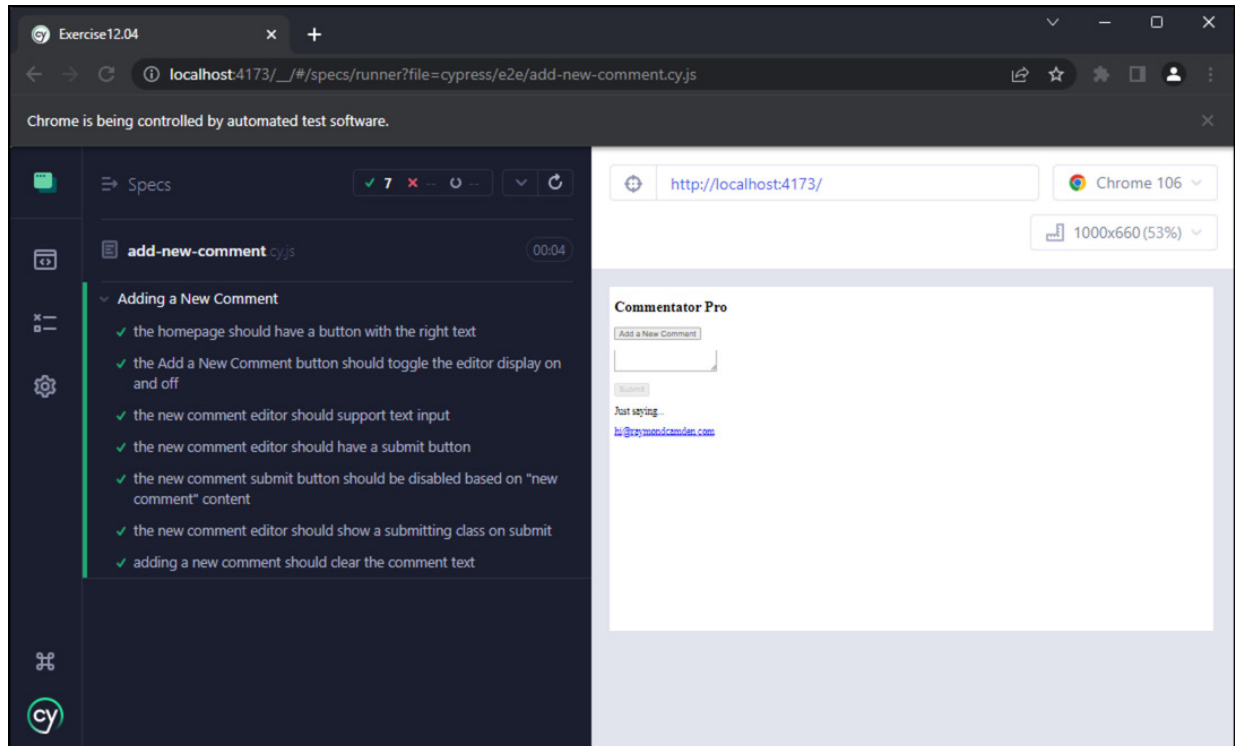 Exercise12.04
localhost:4173/__/#/specs/runner?file=cypress/e2e/add-new-comment.cy.js
Chrome is being controlled by automated test software.
Specs
7 -- --
http://localhost:4173/
Chrome 106
1000x660 (53%)
add-new-comment.cy.js
00:04
Adding a New Comment
the homepage should have a button with the right text
the Add a New Comment button should toggle the editor display on
and off
the new comment editor should support text input
the new comment editor should have a submit button
the new comment submit button should be disabled based on "new
comment" content
the new comment editor should show a submitting class on submit
adding a new comment should clear the comment text
cy
Commentator Pro
Add a New Comment
Submit
Just saying...
hi@raymondcamden.com